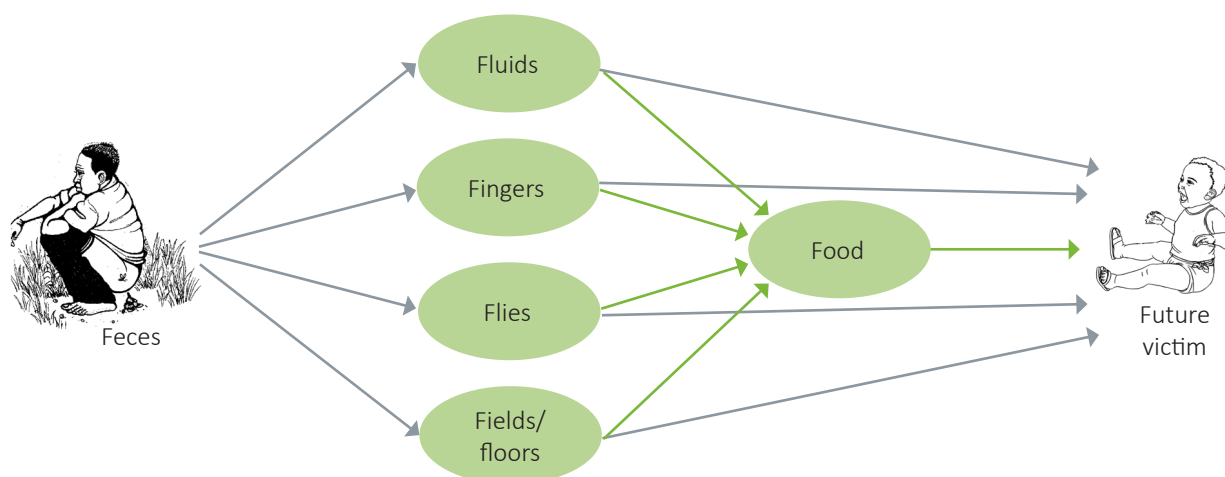 Fluids
Fingers
Food
Flies
Feces
Future
victim
Fields/
floors